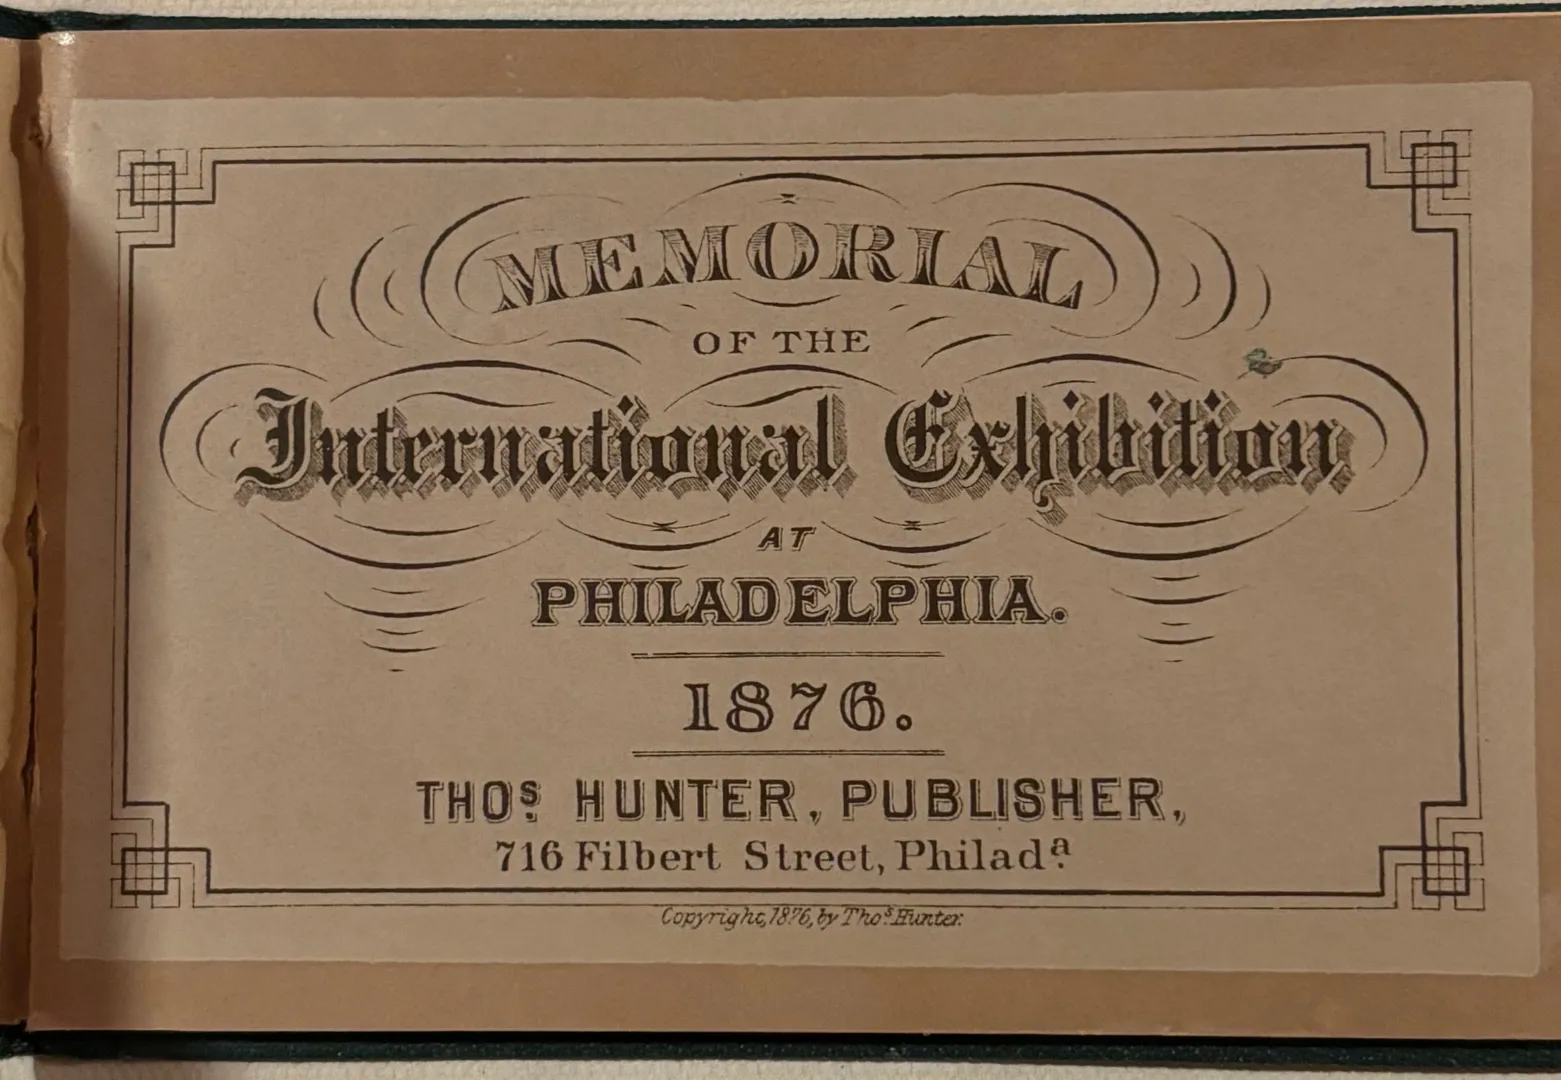 MEMORIAL
OF THE
International Exhibition
AT
PHILADELPHIA.
1876.
THOS. HUNTER, PUBLISHER,
716 Filbert Street, Philada.
Copyright, 1876, by Thos. Hunter.